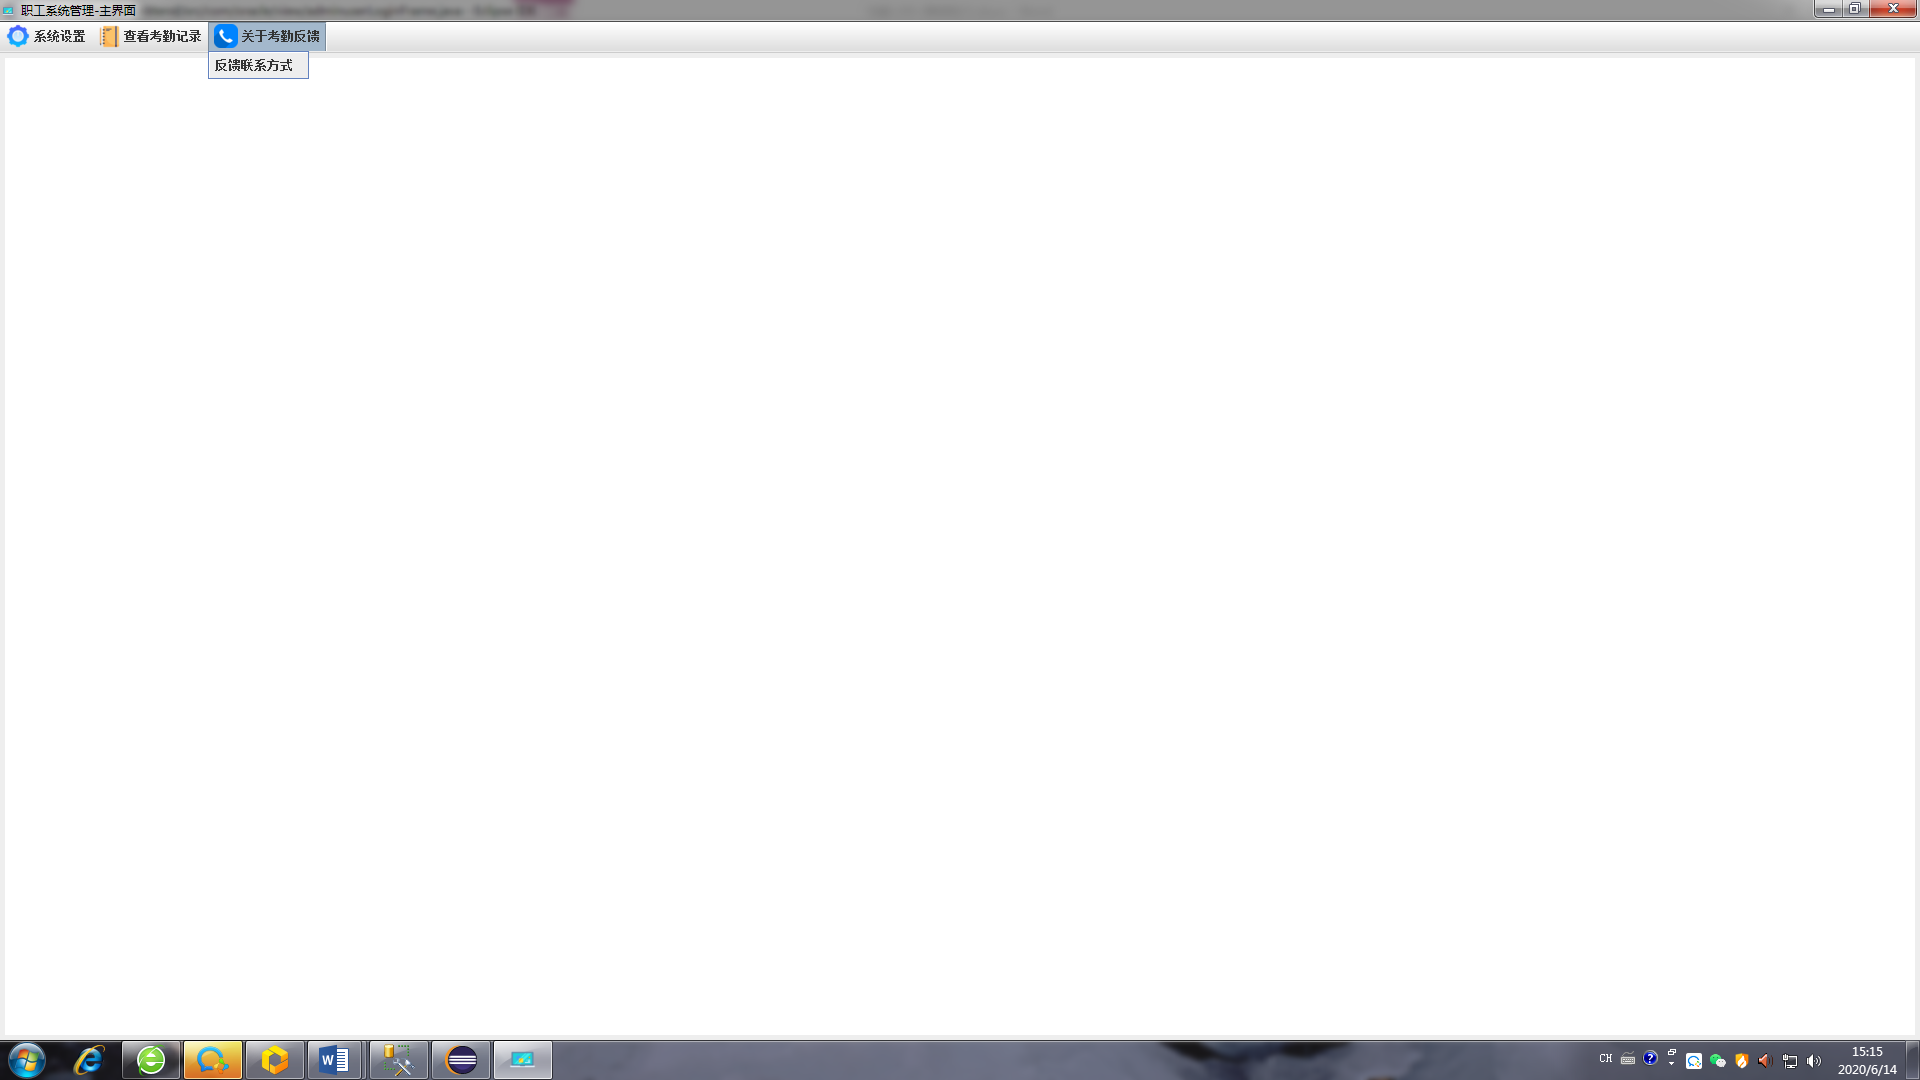 职工系统管理-主界面
系统设置 查看考勤记录 关于考勤反馈
反馈联系方式
CH
15:15
2020/6/14